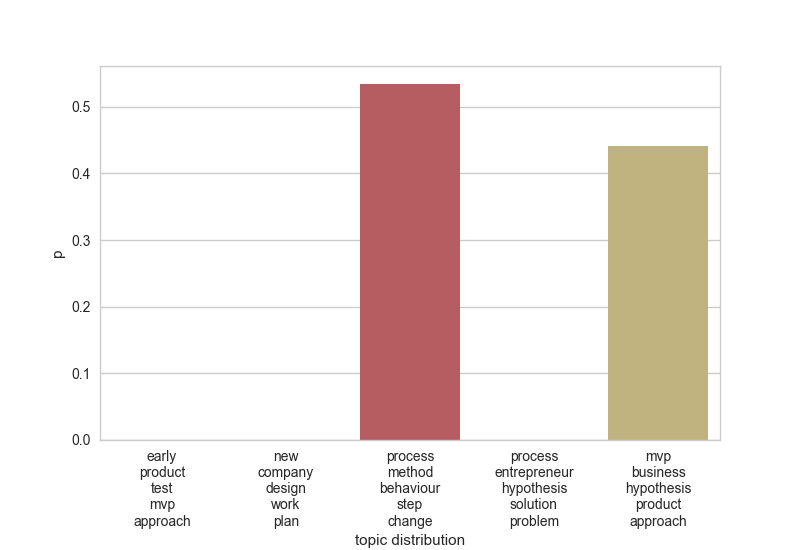 0.5
0.4
0.3
0.2
0.1
0.0
p
early
product
test
mvp
approach
new
company
design
work
plan
process
method
behaviour
step
change
process
entrepreneur
hypothesis
solution
problem
mvp
business
hypothesis
product
approach
topic distribution